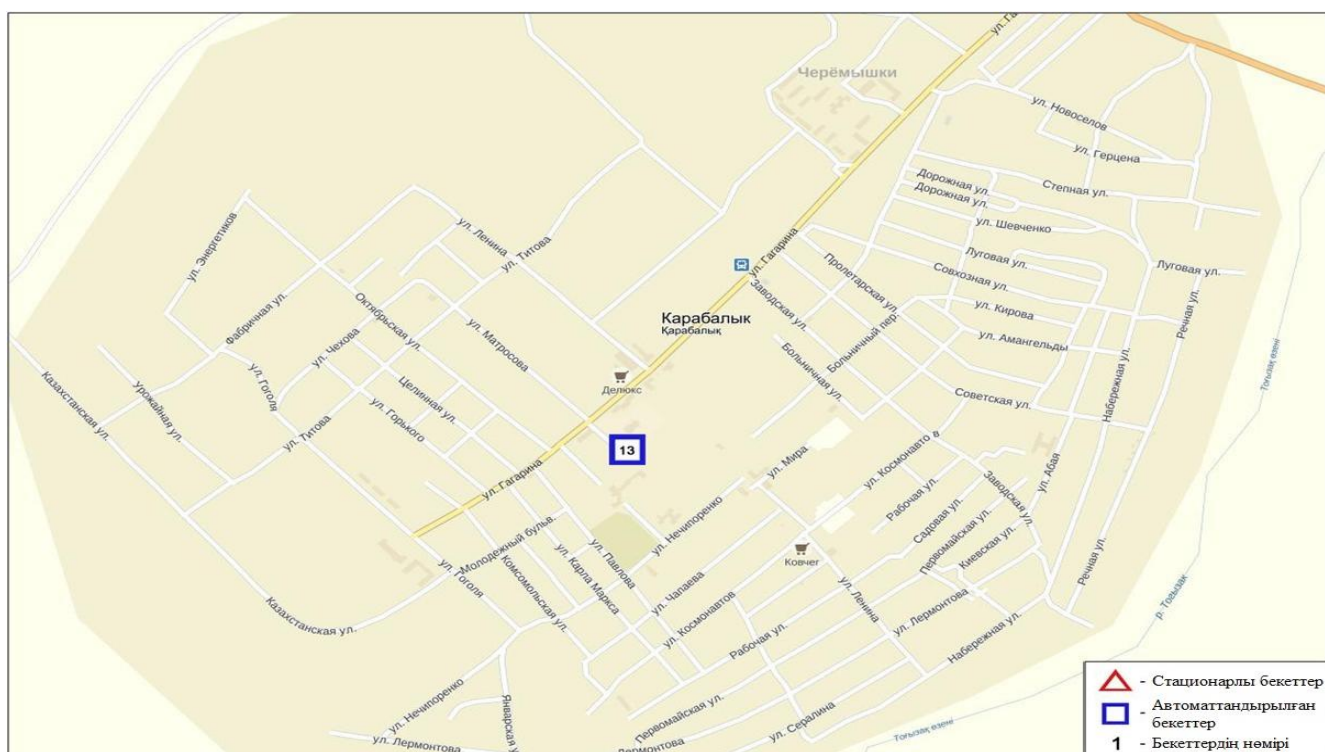 ул. Га
Черёмышки
ул. Новоселов
ул. Герцена
Дорожная ул.
Дорожная ул.
Степная ул.
ул. Шевченко
ул. Энергетиков
ул. Ленина
ул. Титова
Луговая ул.
Луговая ул.
Совхозная ул.
ул. Гагарина
Пролетарская ул.
Заводская ул.
ул. Кирова
ул. Амангельды
Речная ул.
Тоғызақ өзені
Фабричная ул.
Октябрьская ул.
ул. Чехова
ул. Матросова
Карабалык
Қарабалық
Больничный пер.
Больничная ул.
Набережная ул.
Делюкс
Советская ул.
Казахстанская ул.
Урожайная ул.
ул. Гоголя
Целинная ул.
ул. Горького
ул. Титова
13
ул. Мира
ул. Космонавто в
ул. Абая
Заводская ул.
ул. Гагарина
Рабочая ул.
Садовая ул.
Первомайская ул.
Киевская ул.
ул. Нечипоренко
Молодёжный бульв.
Ковчег
Речная ул.
р. Тоғызак
ул. Гоголя
Комсомольская ул.
ул. Карла Маркса
ул. Павлова
ул. Чапаева
ул. Космонавтов
ул. Ленина
ул. Лермонтова
Набережная ул.
Казахстанская ул.
Рабочая ул.
ул. Нечипоренко
Январская у
Первомайская ул.
ул. Сералина
ул. Лермонтова
Лермонтова
Тоғызақ өзені
- Стационарлы бекеттер
- Автоматтандырылған
бекеттер
1 - Бекеттердің нөмірі